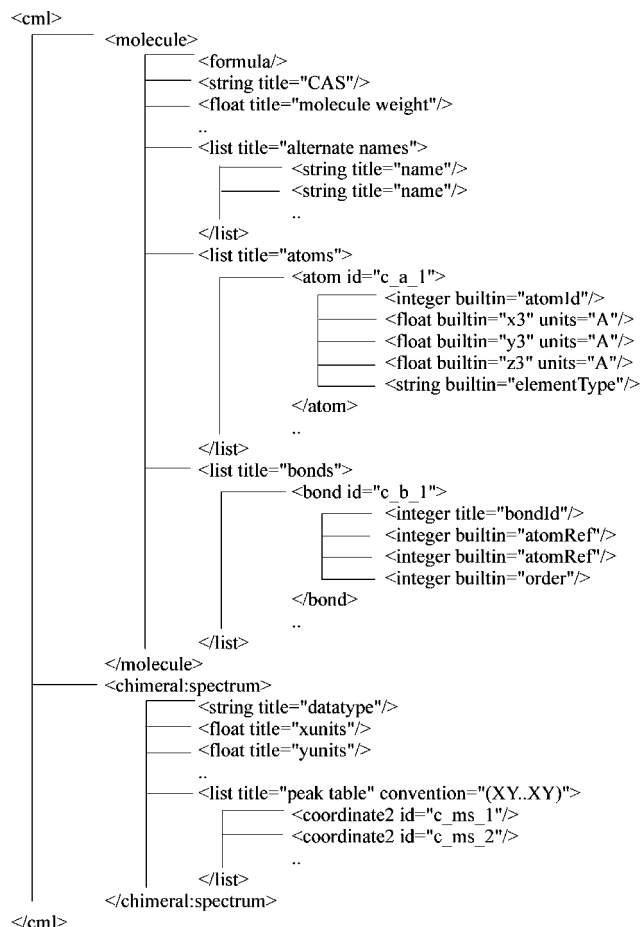 <cml>
<molecule>
<formula/>
<string title="CAS"/>
<float title="molecule weight"/>
..
<list title="alternate names">
<string title="name"/>
<string title="name"/>
..
</list>
<list title="atoms">
<atom id="c_a_1">
<integer builtin="atomId"/>
<float builtin="x3" units="A"/>
<float builtin="y3" units="A"/>
<float builtin="z3" units="A"/>
<string builtin="elementType"/>
</atom>
..
</list>
<list title="bonds">
<bond id="c_b_1">
<integer title="bondId"/>
<integer builtin="atomRef"/>
<integer builtin="atomRef"/>
<integer builtin="order"/>
</bond>
..
</list>
</molecule>
<chimeral:spectrum>
<string title="datatype"/>
<float title="xunits"/>
<float title="yunits"/>
..
<list title="peak table" convention="(XY..XY)">
<coordinate2 id="c_ms_1"/>
<coordinate2 id="c_ms_2"/>
..
</list>
</chimeral:spectrum>
</cml>